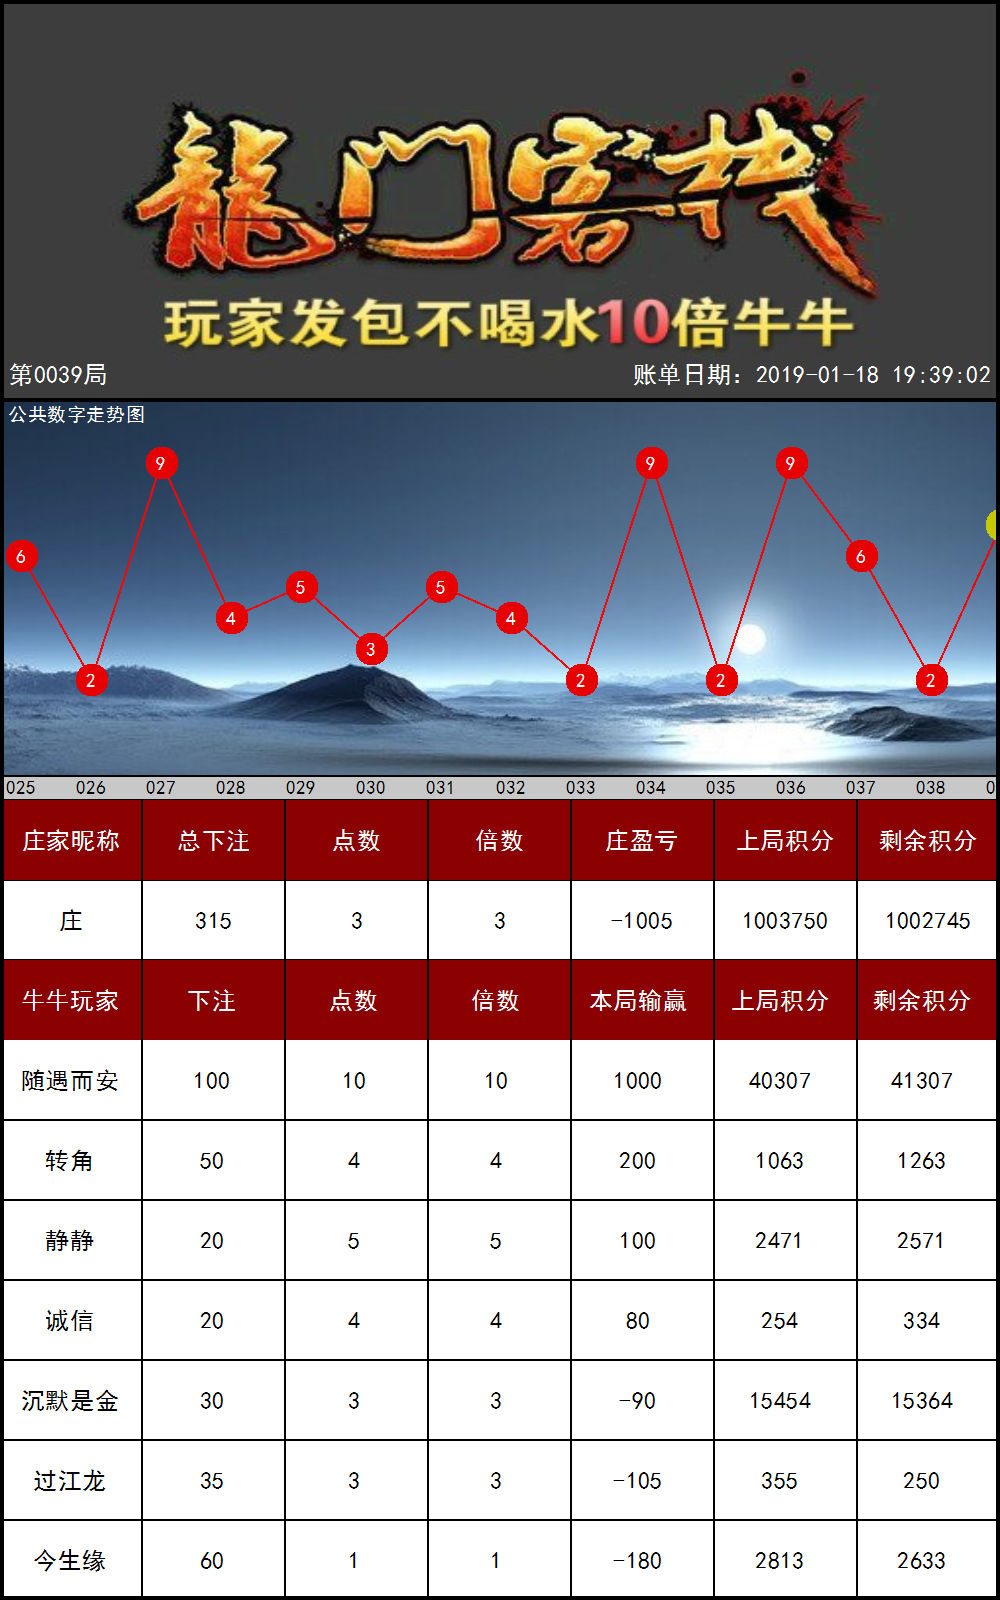 龍门客栈
玩家发包不喝水10倍牛牛
第0039局 账单日期：2019-01-18 19:39:02
公共数字走势图
6 2 9 4 5 3 5 4 2 9 2 9 6 2
025 026 027 028 029 030 031 032 033 034 035 036 037 038 0
庄家昵称 总下注 点数 倍数 庄盈亏 上局积分 剩余积分
庄 315 3 3 -1005 1003750 1002745
牛牛玩家 下注 点数 倍数 本局输赢 上局积分 剩余积分
随遇而安 100 10 10 1000 40307 41307
转角 50 4 4 200 1063 1263
静静 20 5 5 100 2471 2571
诚信 20 4 4 80 254 334
沉默是金 30 3 3 -90 15454 15364
过江龙 35 3 3 -105 355 250
今生缘 60 1 1 -180 2813 2633